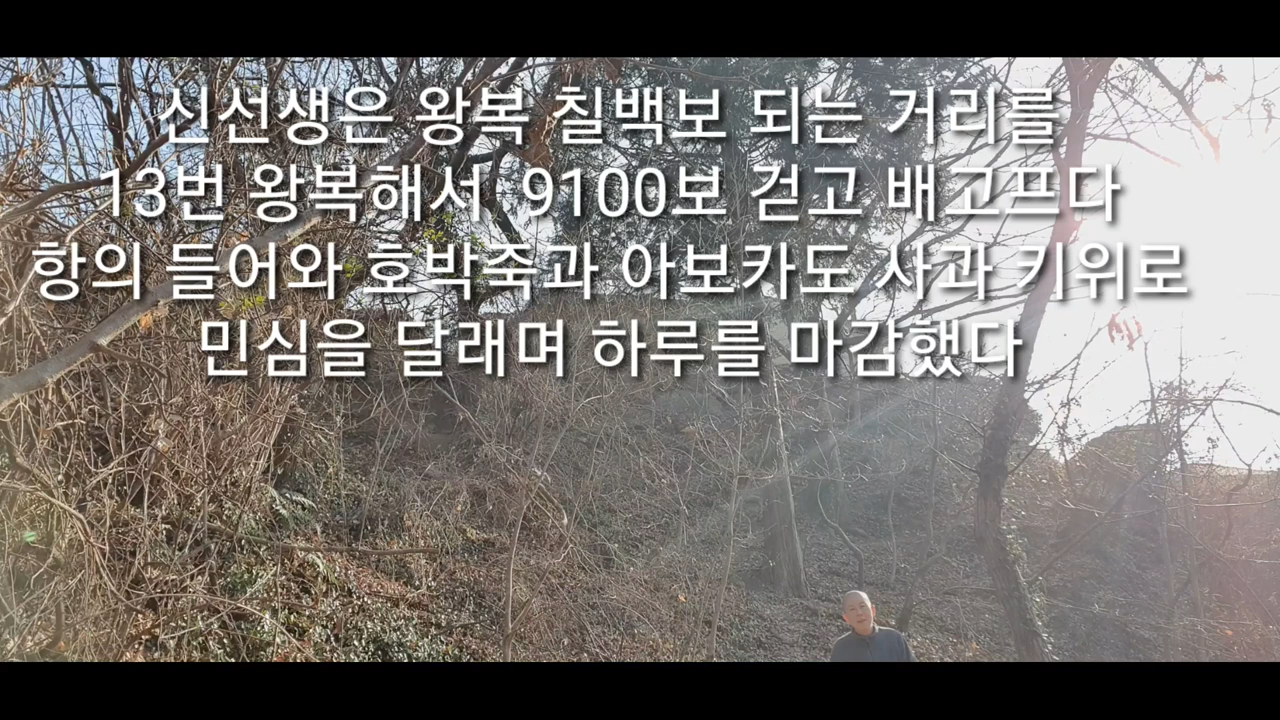 신선생은 왕복 칠백보 되는 거리를
13번 왕복해서 9100보 걷고 배고프다
항의 들어와 호박죽과 아보카도 사과 키위로
민심을 달래며 하루를 마감했다